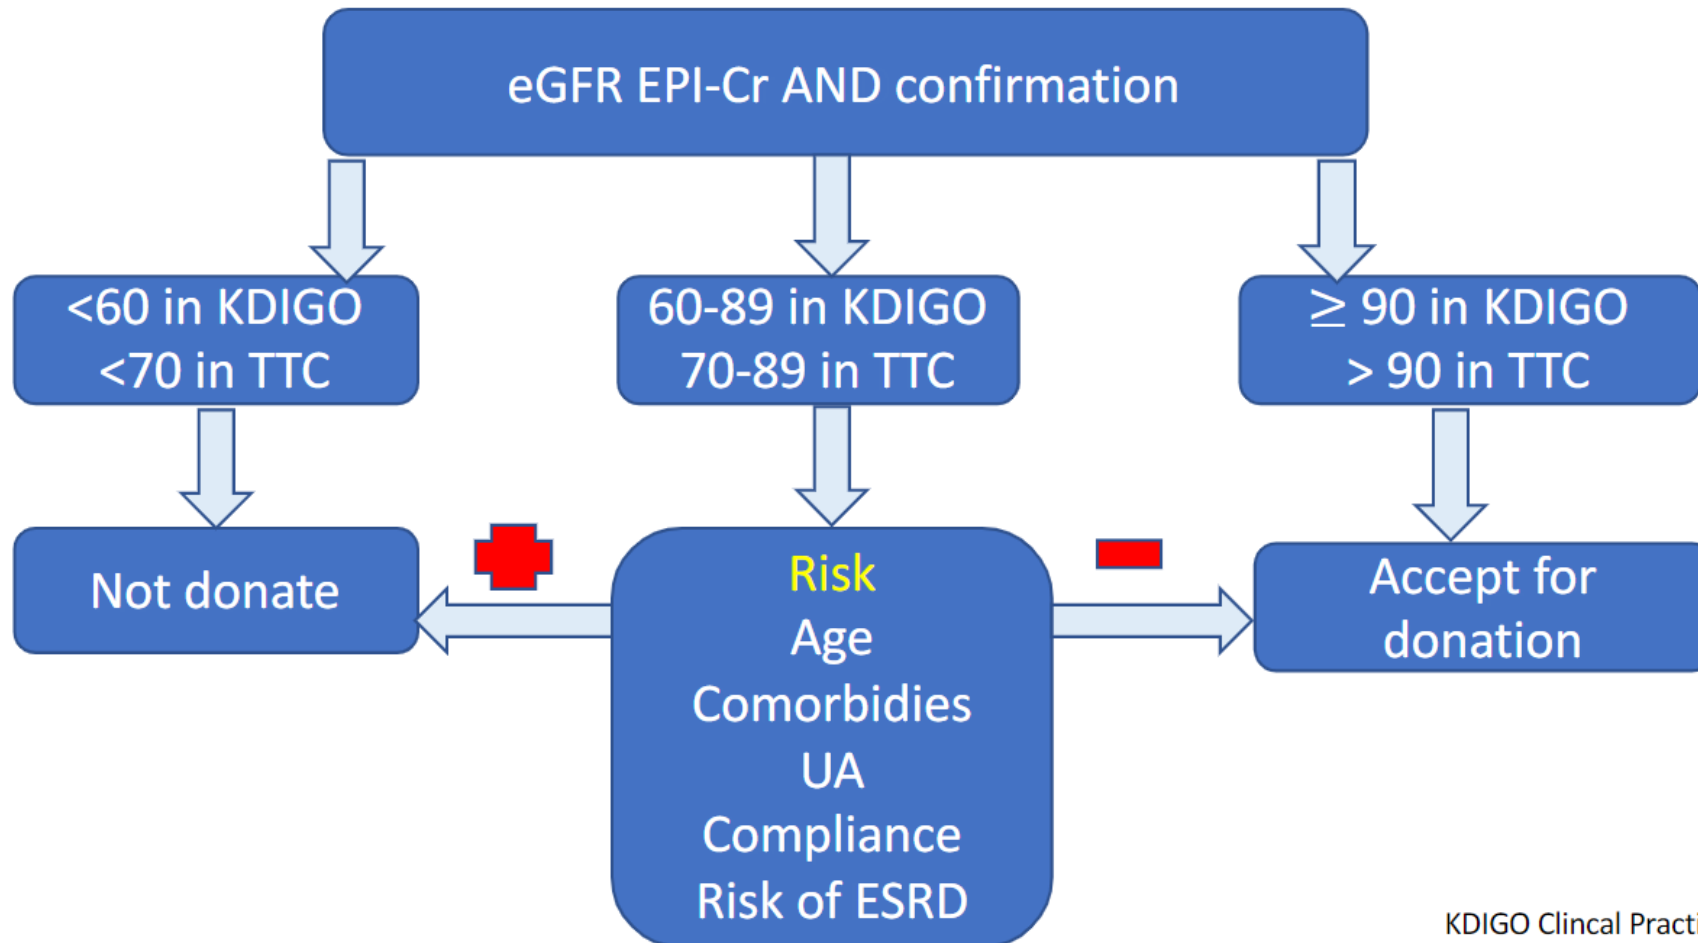 eGFR EPI-Cr AND confirmation
<60 in KDIGO
<70 in TTC
60-89 in KDIGO
70-89 in TTC
≥ 90 in KDIGO
> 90 in TTC
Not donate
Risk
Age
Comorbidies
UA
Compliance
Risk of ESRD
Accept for
donation
KDIGO Clincal Practi